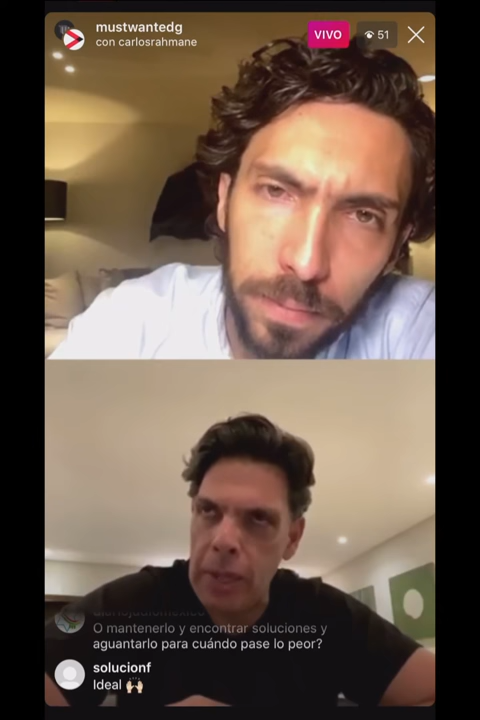 mustwantedg
con carlosrahmane
VIVO
51
O mantenerlo y encontrar soluciones y
aguantarlo para cuándo pase lo peor?
solucionf
Ideal 🙌🏻